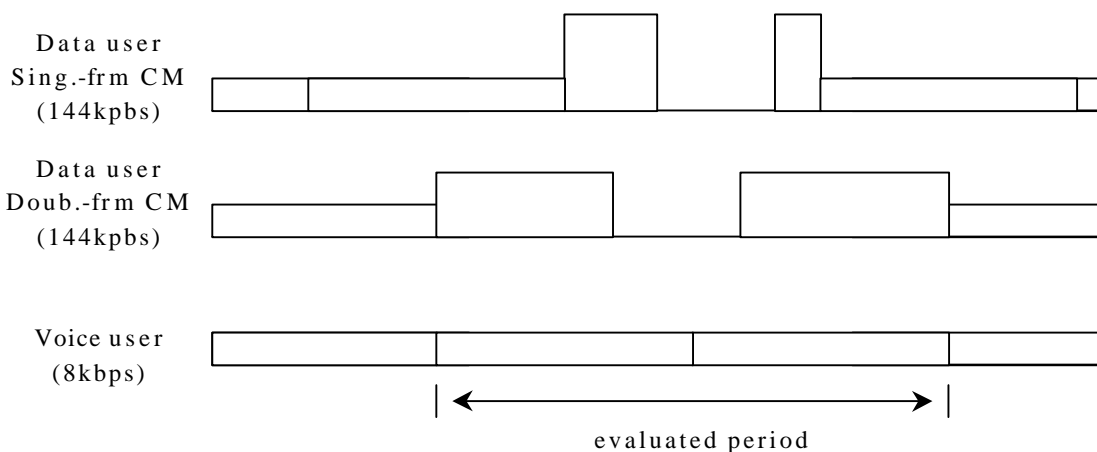 Data user
Sing.-frm CM
(144kpbs)
Data user
Doub.-frm CM
(144kpbs)
Voice user
(8kbps)
evaluated period